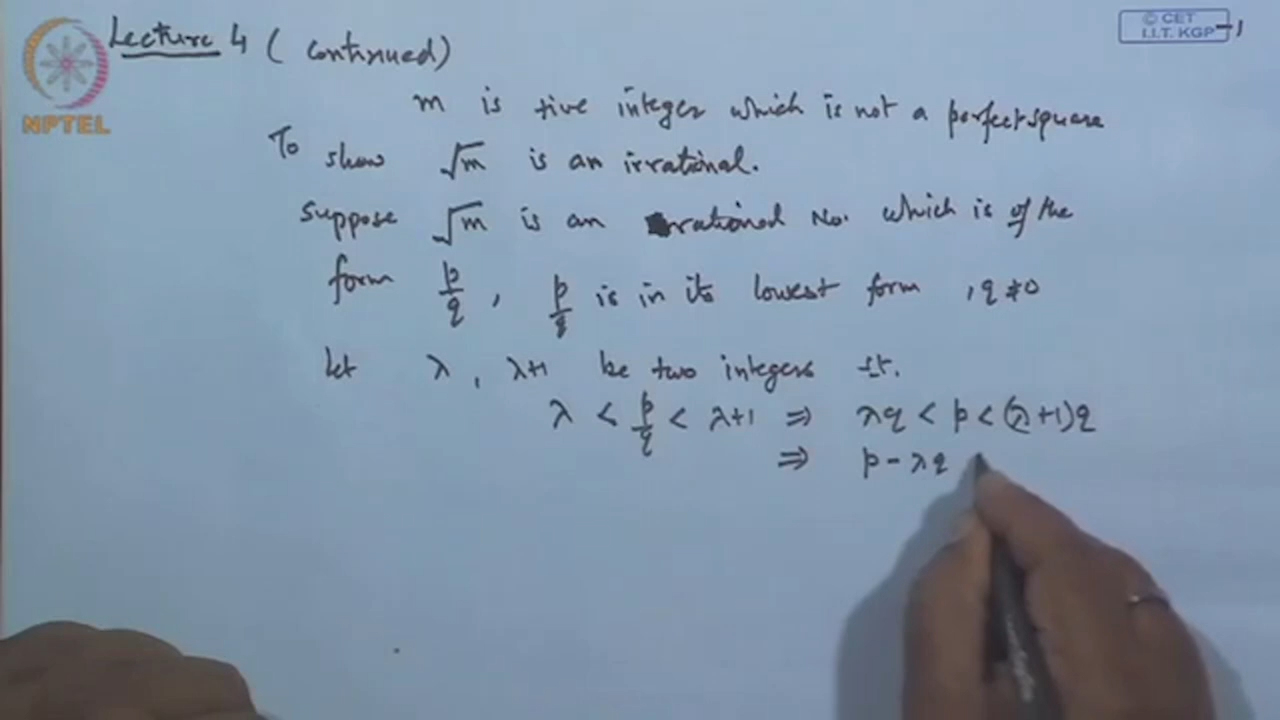 Lecture 4 (Continued)
© CET
I.I.T. KGP -1
NPTEL
m is +ive integer which is not a perfect square
To show √m is an irrational.
Suppose √m is an rational No. which is of the
form p/q, p/q is in its lowest form, q ≠ 0
let λ, λ+1 be two integers st.
λ < p/q < λ+1 ⇒ λq < p < (λ+1)q
⇒ p - λq